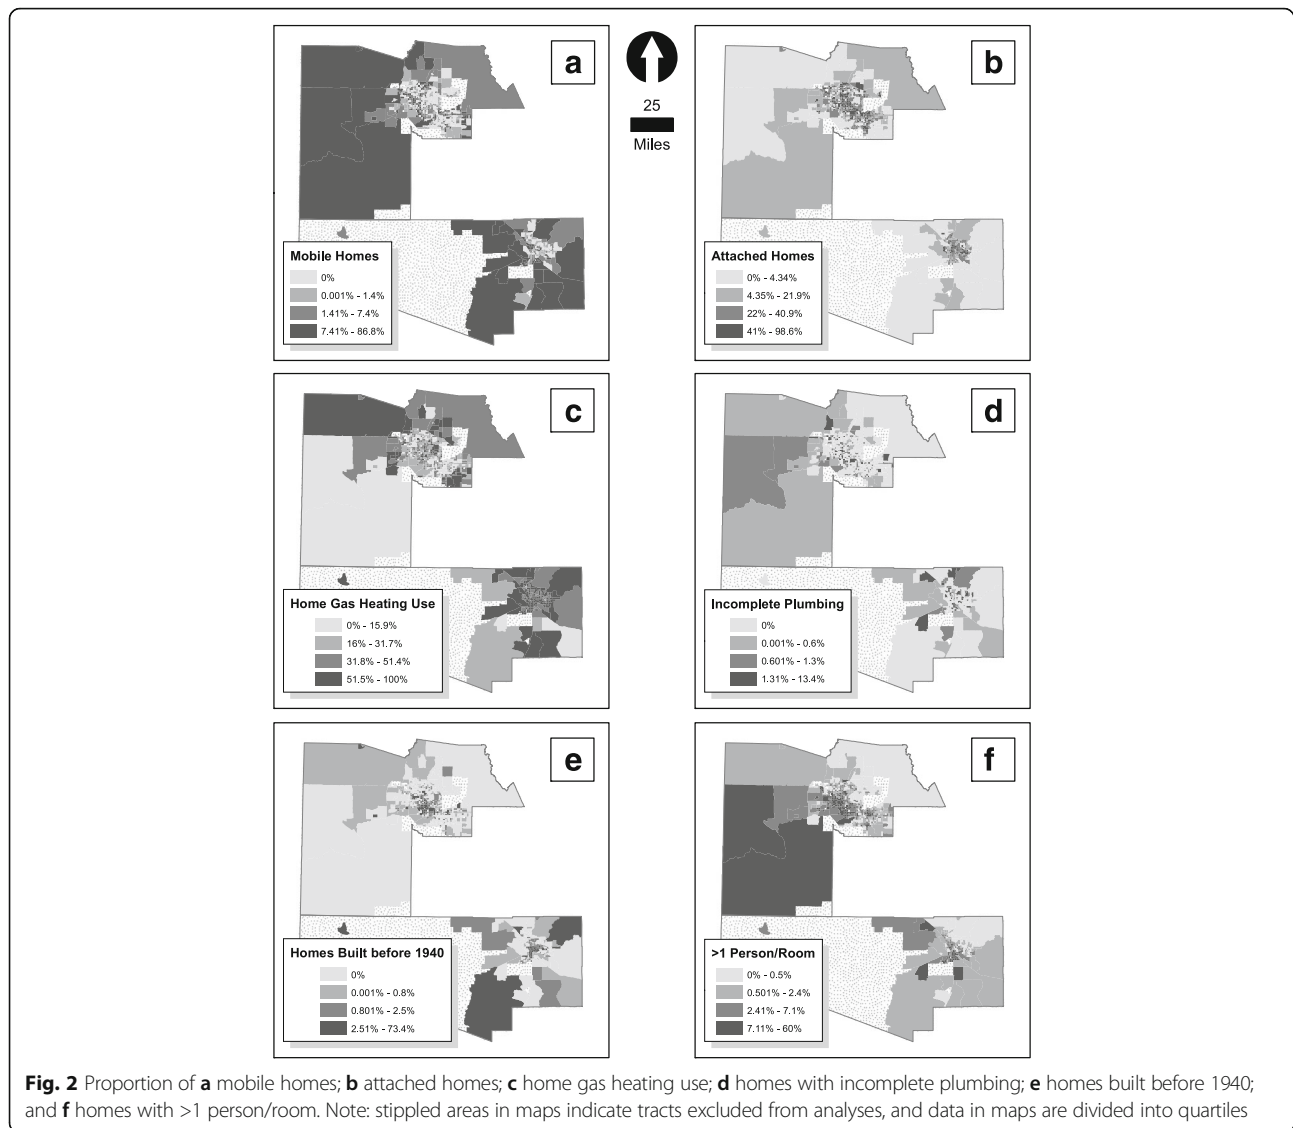 a
Mobile Homes
0%
0.001% - 1.4%
1.41% - 7.4%
7.41% - 86.8%
25
Miles
b
Attached Homes
0% - 4.34%
4.35% - 21.9%
22% - 40.9%
41% - 98.6%
c
Home Gas Heating Use
0% - 15.9%
16% - 31.7%
31.8% - 51.4%
51.5% - 100%
d
Incomplete Plumbing
0%
0.001% - 0.6%
0.601% - 1.3%
1.31% - 13.4%
e
Homes Built before 1940
0%
0.001% - 0.8%
0.801% - 2.5%
2.51% - 73.4%
f
>1 Person/Room
0% - 0.5%
0.501% - 2.4%
2.41% - 7.1%
7.11% - 60%
Fig. 2 Proportion of a mobile homes; b attached homes; c home gas heating use; d homes with incomplete plumbing; e homes built before 1940;
and f homes with >1 person/room. Note: stippled areas in maps indicate tracts excluded from analyses, and data in maps are divided into quartiles